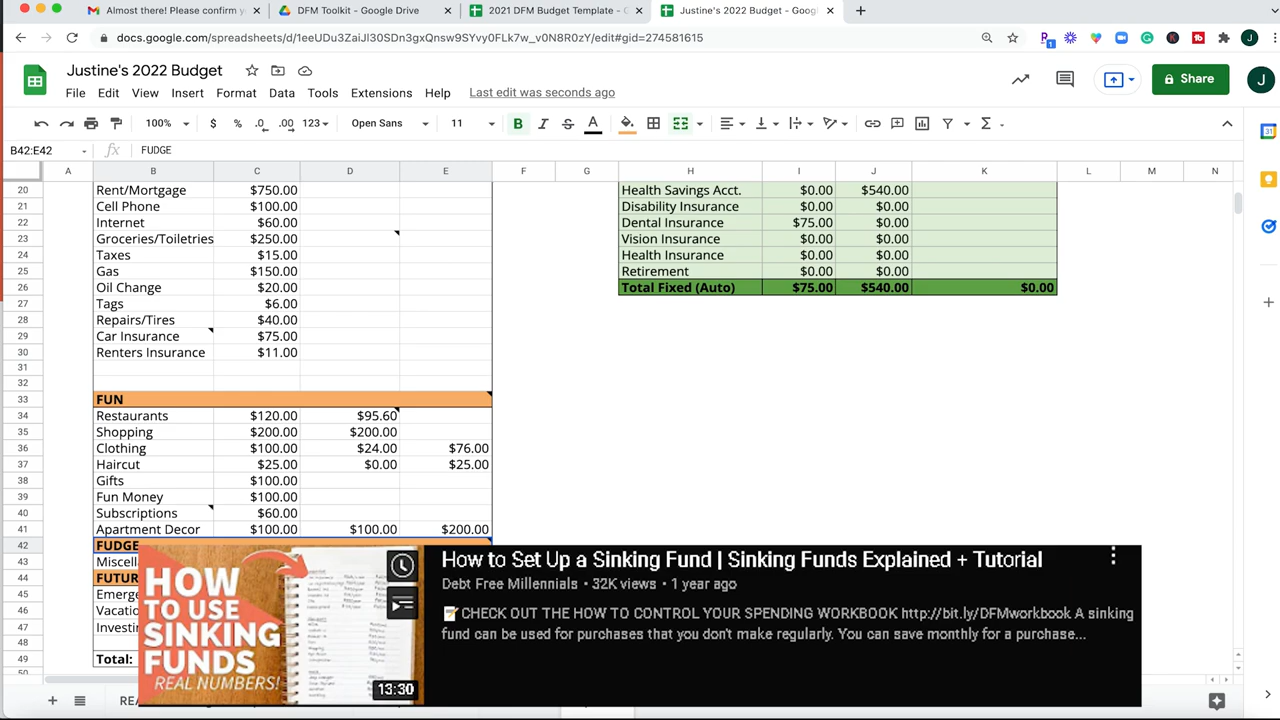 Almost there! Please confirm y
DFM Toolkit - Google Drive
2021 DFM Budget Template - G
Justine's 2022 Budget - Google
docs.google.com/spreadsheets/d/1eeUDu3ZaiJl30SDn3gxQnsw9SYvy0FLk7w_v0N8R0zY/edit#gid=274581615
Justine's 2022 Budget
File Edit View Insert Format Data Tools Extension Help Last edit was seconds ago
Share
J
100% $ % .0 .00 123 Open Sans 11 B I S A
B42:E42 fx FUDGE
A B C D E F G H I J K L M N
20 Rent/Mortgage $750.00 Health Savings Acct. $0.00 $540.00
21 Cell Phone $100.00 Disability Insurance $0.00 $0.00
22 Internet $60.00 Dental Insurance $75.00 $0.00
23 Groceries/Toiletries $250.00 Vision Insurance $0.00 $0.00
24 Taxes $15.00 Health Insurance $0.00 $0.00
25 Gas $150.00 Retirement $0.00 $0.00
26 Oil Change $20.00 Total Fixed (Auto) $75.00 $540.00 $0.00
27 Tags $6.00
28 Repairs/Tires $40.00
29 Car Insurance $75.00
30 Renters Insurance $11.00
31
32
33 FUN
34 Restaurants $120.00 $95.60
35 Shopping $200.00 $200.00
36 Clothing $100.00 $24.00 $76.00
37 Haircut $25.00 $0.00 $25.00
38 Gifts $100.00
39 Fun Money $100.00
40 Subscriptions $60.00
41 Apartment Decor $100.00 $100.00 $200.00
42 FUDGE
43 Miscell
44 FUTUR
45 Emerge
46 Vacatio
47 Investin
48
49 Total:
50
HOW
TO USE
SINKING
FUNDS
REAL NUMBERS!
13:30
How to Set Up a Sinking Fund | Sinking Funds Explained + Tutorial
Debt Free Millennials • 32K views • 1 year ago
CHECK OUT THE HOW TO CONTROL YOUR SPENDING WORKBOOK http://bit.ly/DFMworkbook A sinking
fund can be used for purchases that you don't make regularly. You can save monthly for a purchase...
REA